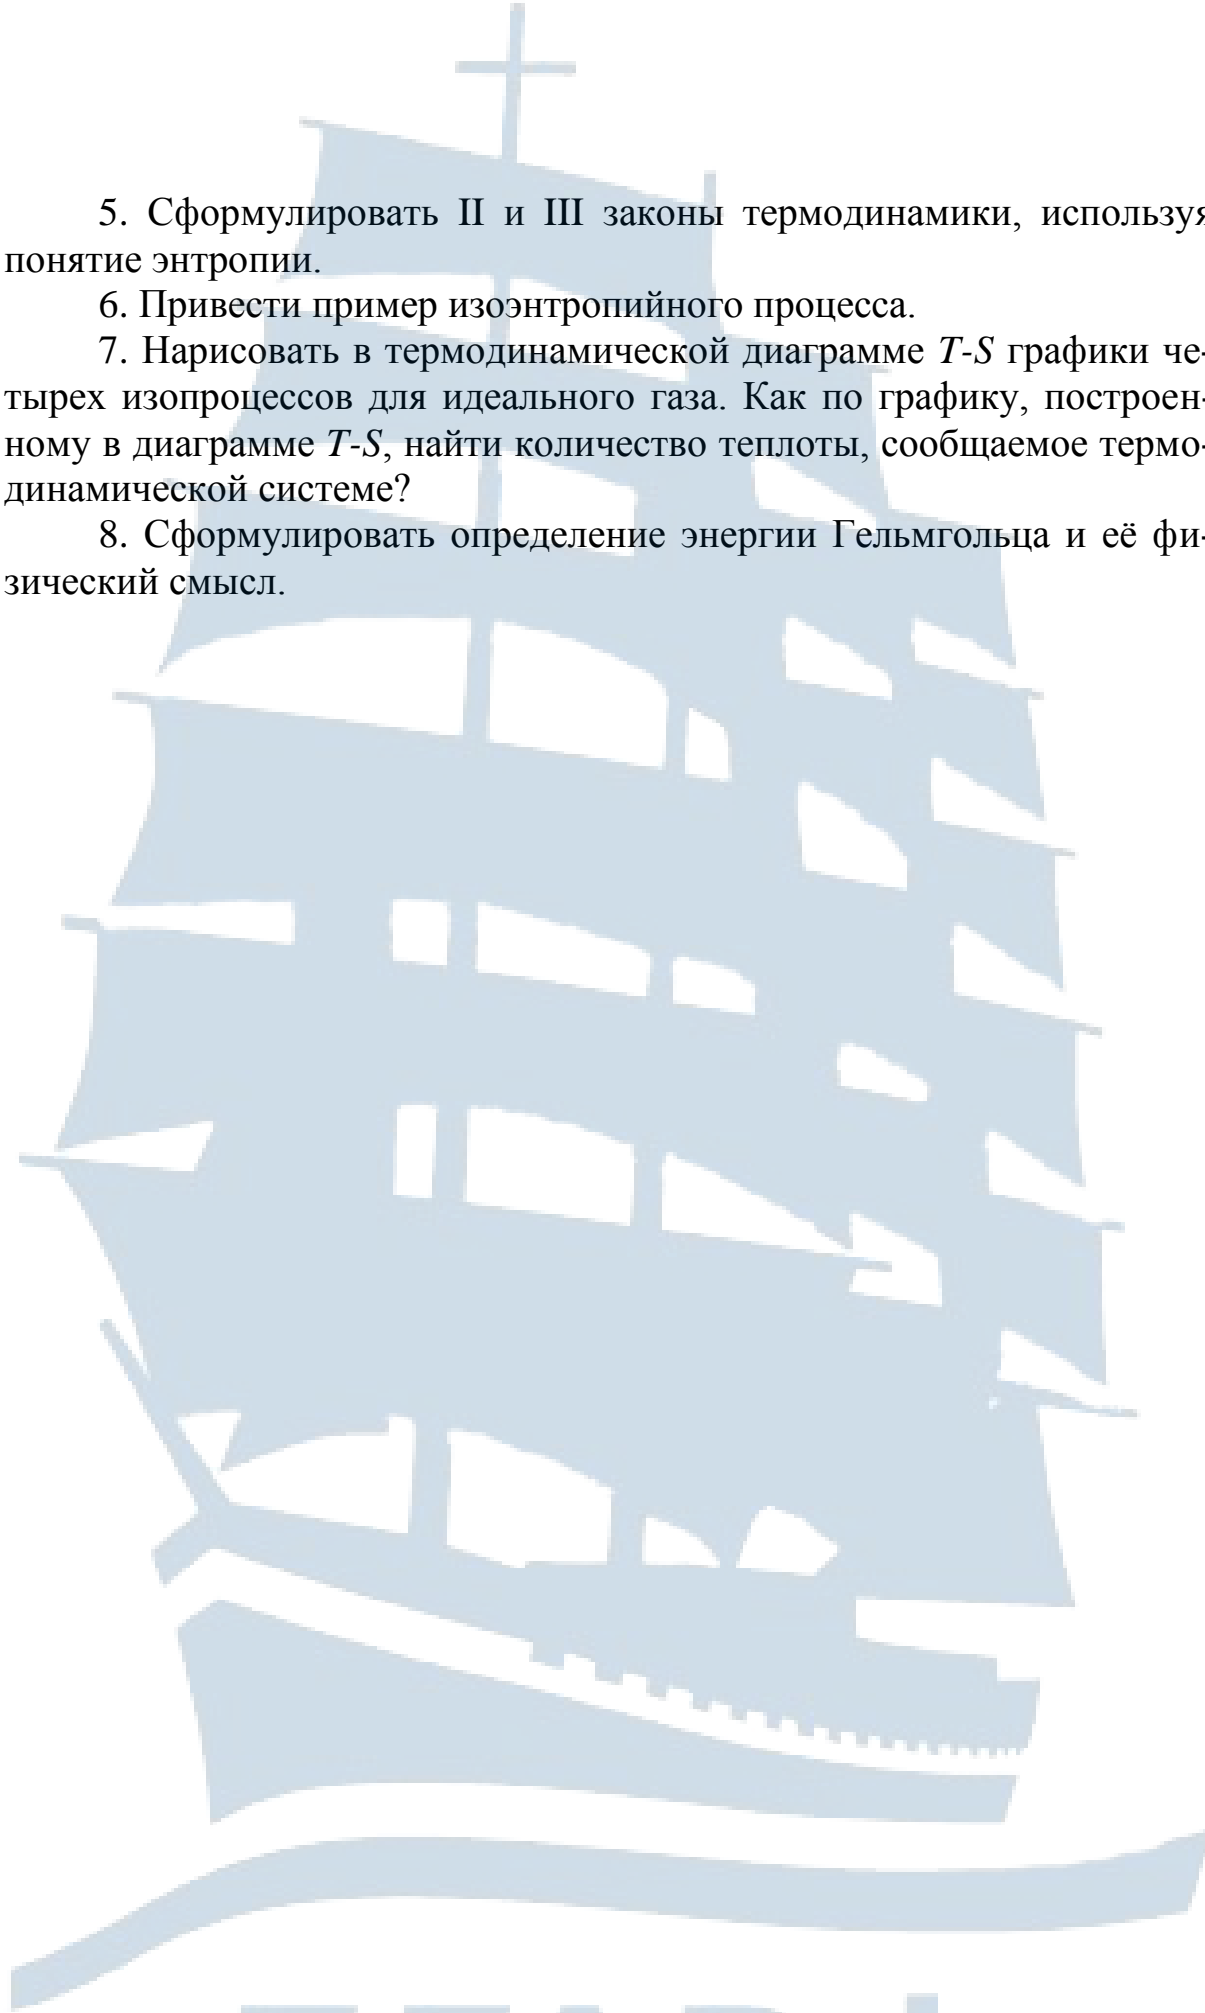 5. Сформулировать II и III законы термодинамики, используя
понятие энтропии.
6. Привести пример изоэнтропийного процесса.
7. Нарисовать в термодинамической диаграмме T-S графики че-
тырех изопроцессов для идеального газа. Как по графику, построен-
ному в диаграмме T-S, найти количество теплоты, сообщаемое термо-
динамической системе?
8. Сформулировать определение энергии Гельмгольца и её фи-
зический смысл.